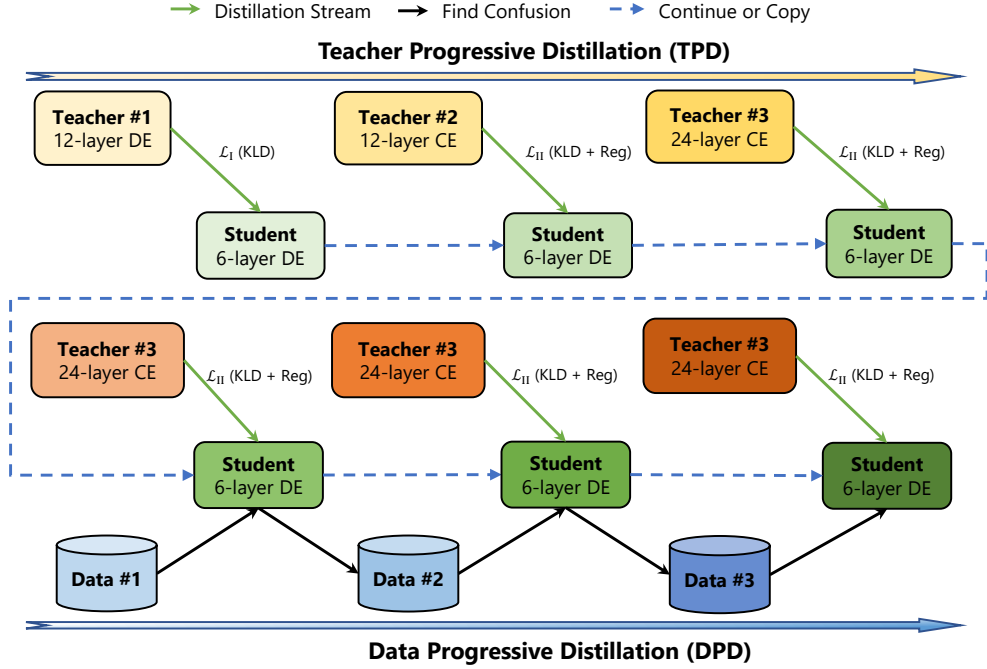 Distillation Stream
Find Confusion
Continue or Copy
Teacher Progressive Distillation (TPD)
Teacher #1
12-layer DE
Teacher #2
12-layer CE
Teacher #3
24-layer CE
ℒI (KLD)
ℒII (KLD + Reg)
ℒII (KLD + Reg)
Student
6-layer DE
Student
6-layer DE
Student
6-layer DE
Teacher #3
24-layer CE
Teacher #3
24-layer CE
Teacher #3
24-layer CE
ℒII (KLD + Reg)
ℒII (KLD + Reg)
ℒII (KLD + Reg)
Student
6-layer DE
Student
6-layer DE
Student
6-layer DE
Data #1
Data #2
Data #3
Data Progressive Distillation (DPD)